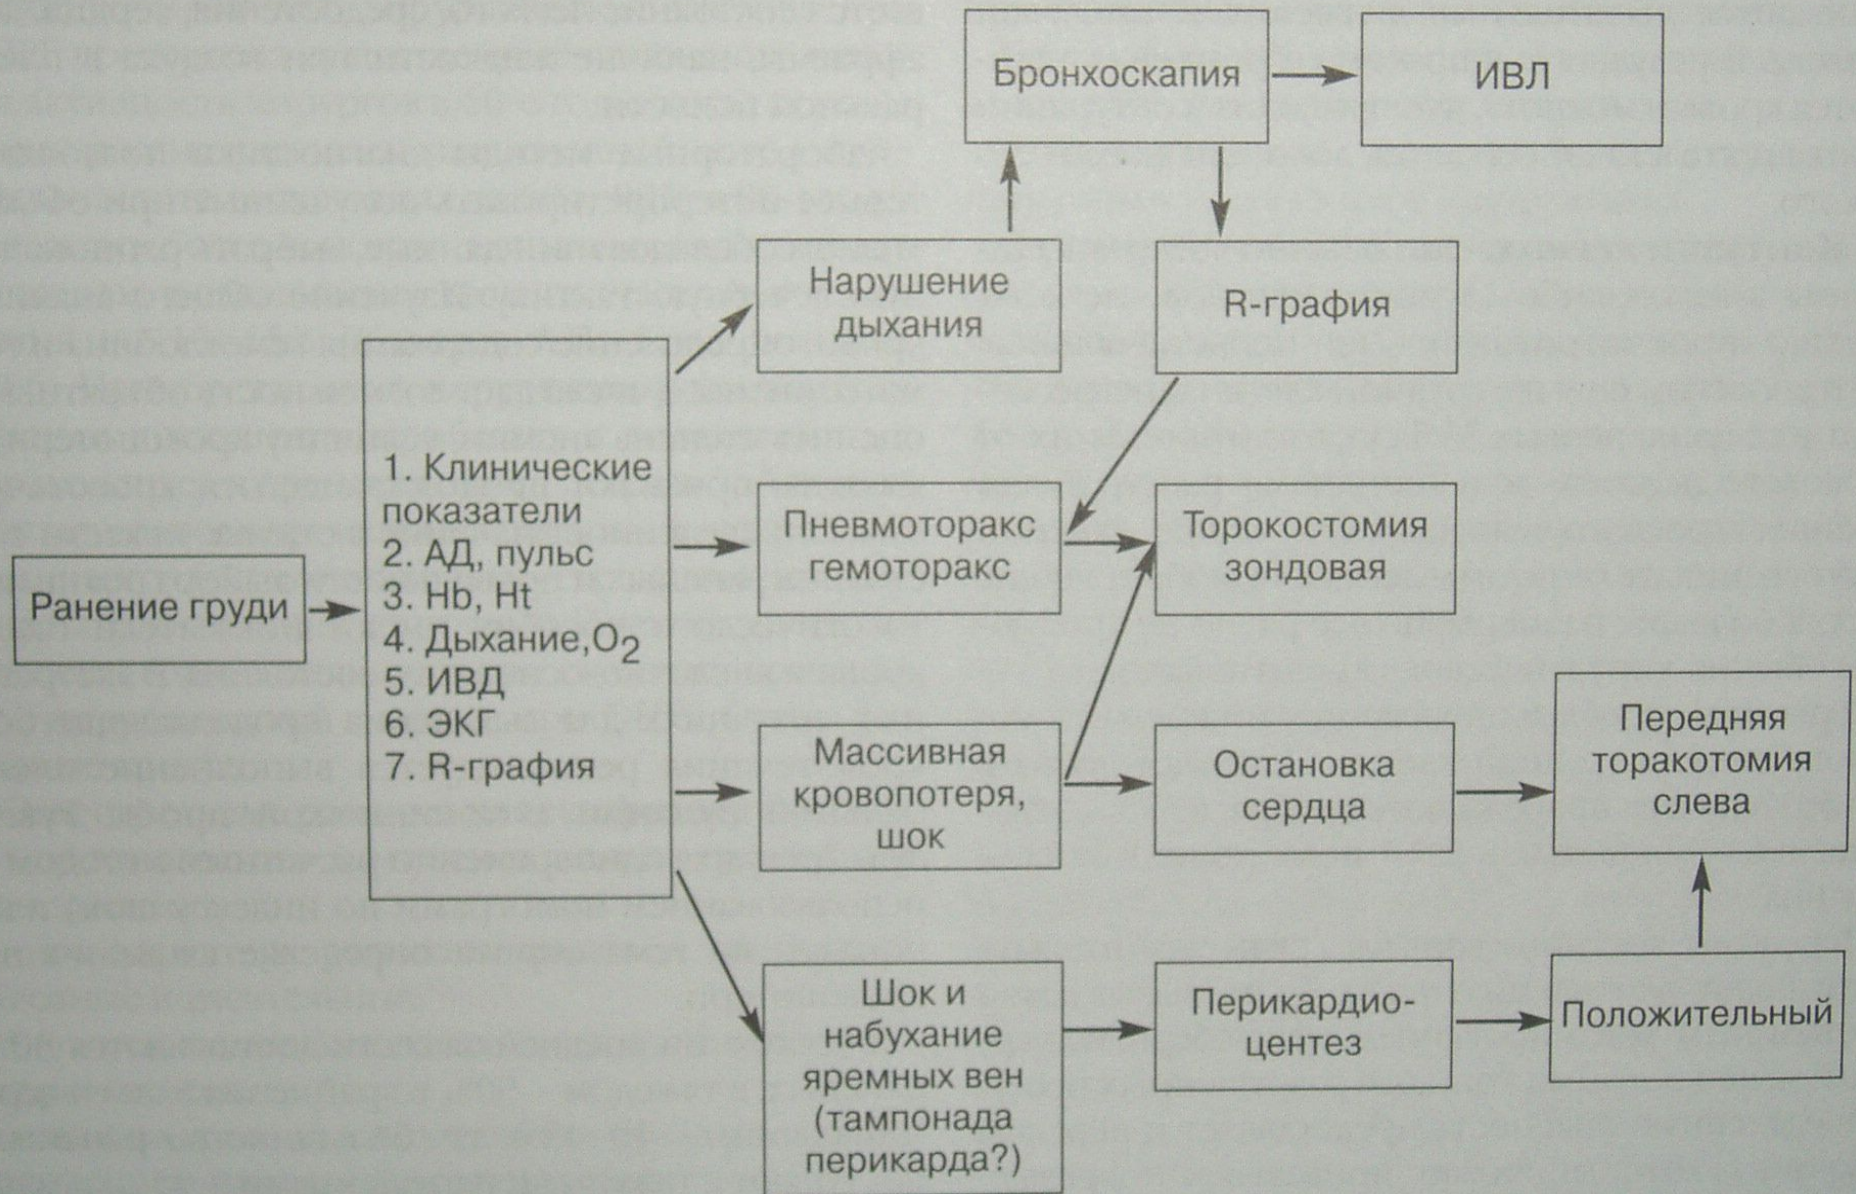 Бронхоскапия
ИВЛ
Нарушение
дыхания
R-графия
Ранение груди
1. Клинические
показатели
2. АД, пульс
3. Hb, Ht
4. Дыхание,O2
5. ИВД
6. ЭКГ
7. R-графия
Пневмоторакс
гемоторакс
Торокостомия
зондовая
Массивная
кровопотеря,
шок
Остановка
сердца
Передняя
торакотомия
слева
Шок и
набухание
яремных вен
(тампонада
перикарда?)
Перикардио-
центез
Положительный